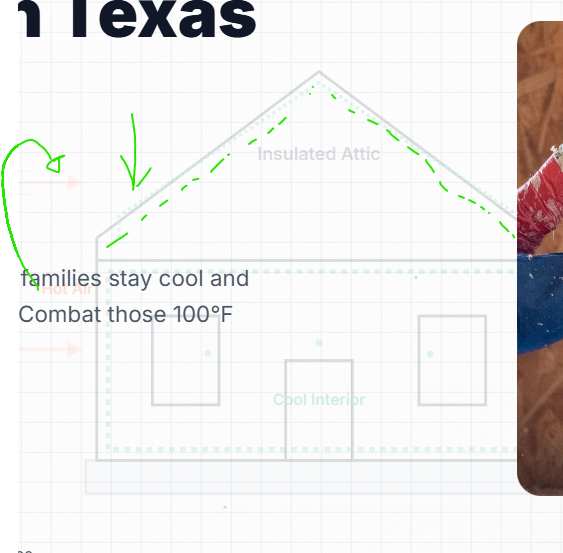 n Texas
Insulated Attic
families stay cool and
Hot Air
Combat those 100°F
Cool Interior